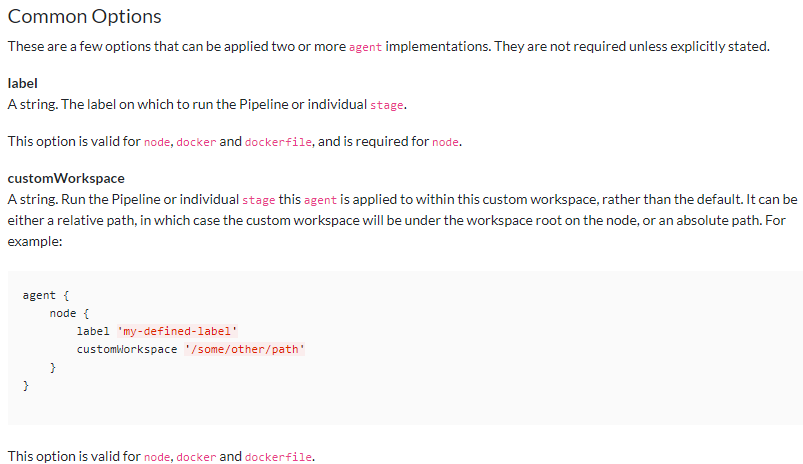 Common Options
These are a few options that can be applied two or more agent implementations. They are not required unless explicitly stated.
label
A string. The label on which to run the Pipeline or individual stage.
This option is valid for node, docker and dockerfile, and is required for node.
customWorkspace
A string. Run the Pipeline or individual stage this agent is applied to within this custom workspace, rather than the default. It can be
either a relative path, in which case the custom workspace will be under the workspace root on the node, or an absolute path. For
example:
agent {
    node {
        label 'my-defined-label'
        customWorkspace '/some/other/path'
    }
}
This option is valid for node, docker and dockerfile.